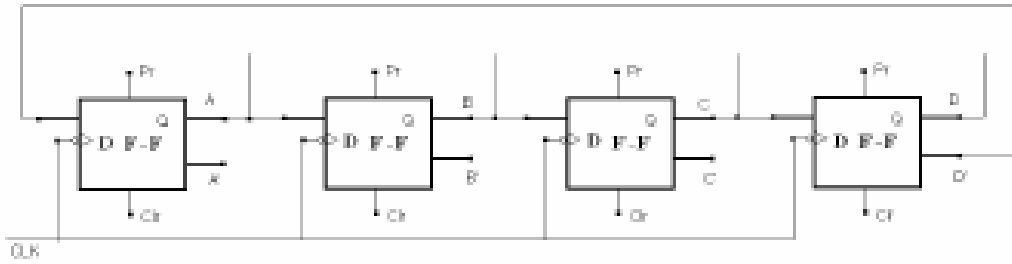 Pr Pr Pr Pr
A B C D
Q Q Q Q
D F-F D F-F D F-F D F-F
A' B' C D'
Clr Clr Clr Clr
CLK